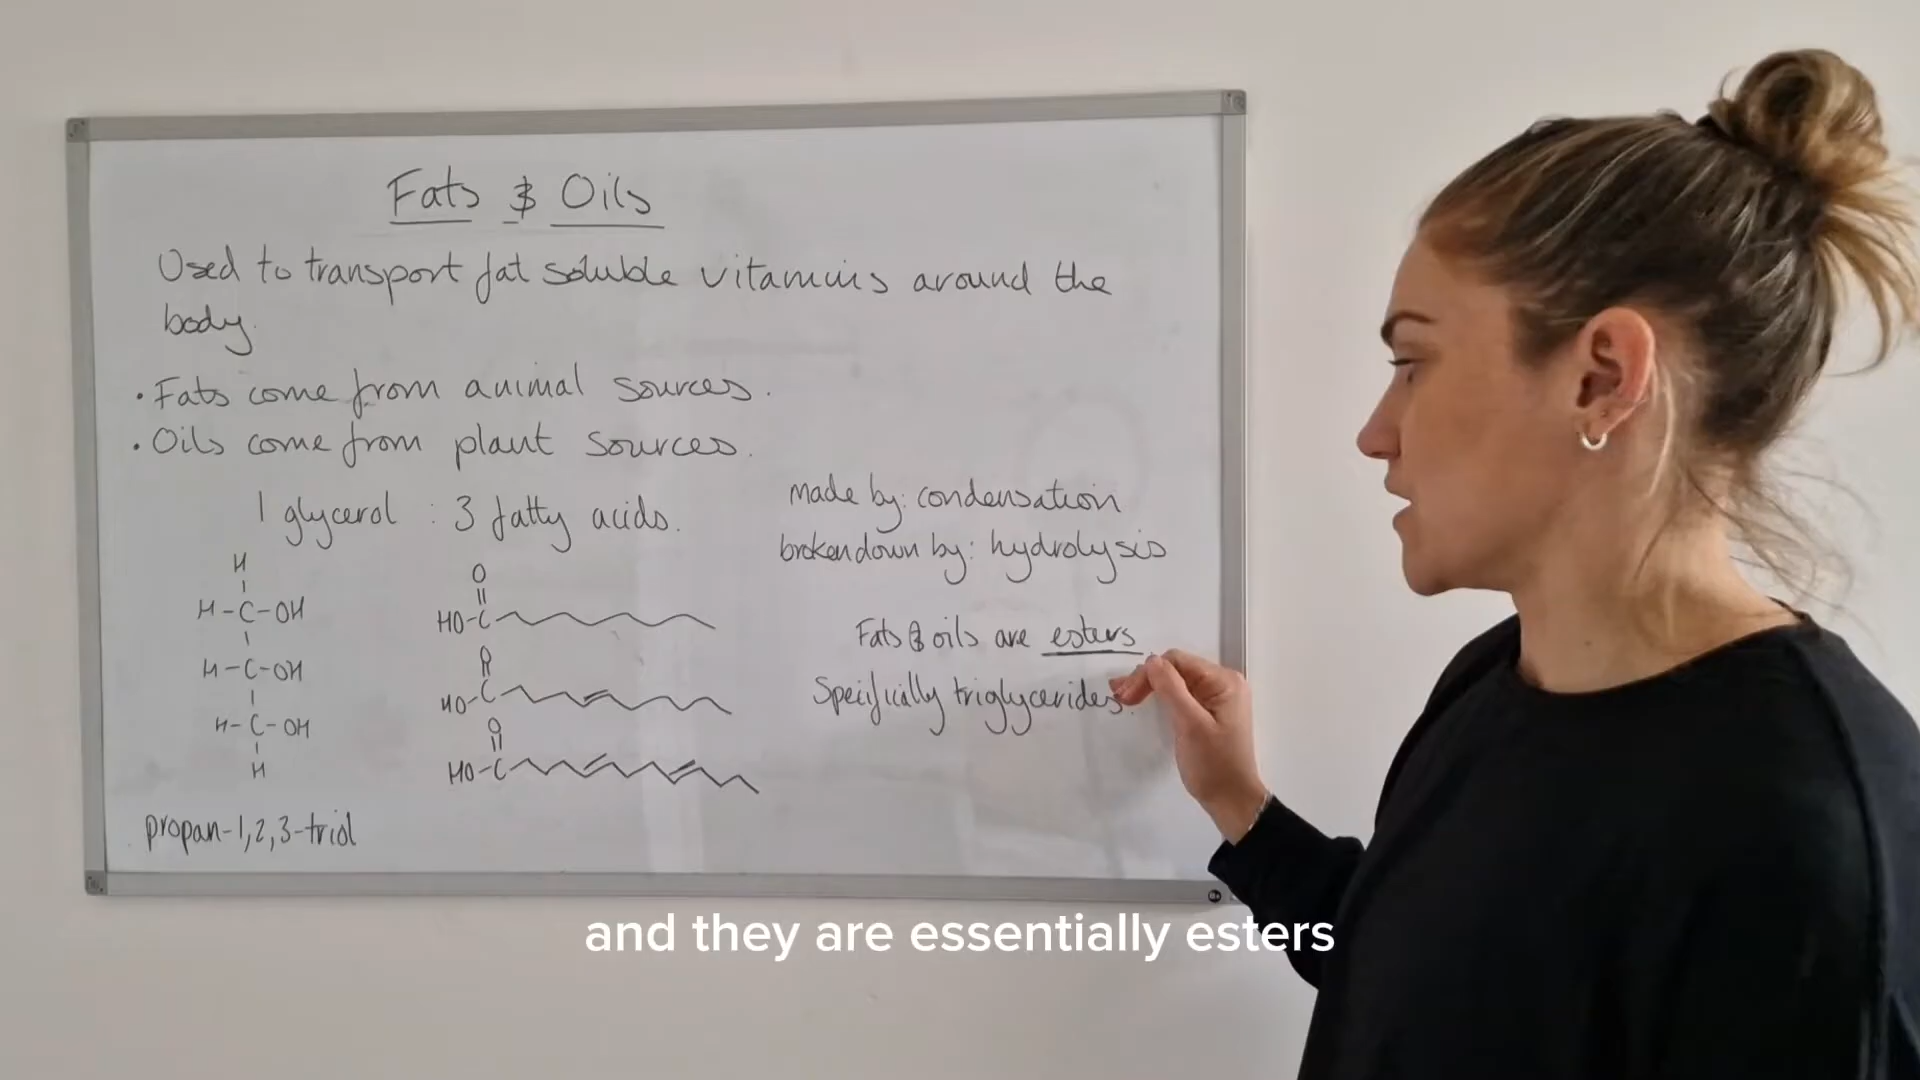 Fats & Oils
Used to transport fat soluble vitamins around the
body.
• Fats come from animal sources.
• Oils come from plant sources.
1 glycerol : 3 fatty acids.
H
H-C-OH
H-C-OH
H-C-OH
H
propan-1,2,3-triol
O
HO-C
O
HO-C
O
HO-C
made by: condensation
broken down by: hydrolysis
Fats & oils are esters
Specifically triglycerides.
and they are essentially esters